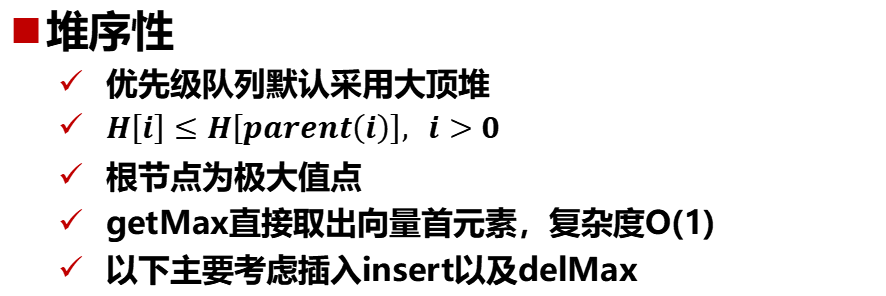 堆序性
优先级队列默认采用大顶堆
H[i] ≤ H[parent(i)], i > 0
根节点为极大值点
getMax直接取出向量首元素，复杂度O(1)
以下主要考虑插入insert以及delMax